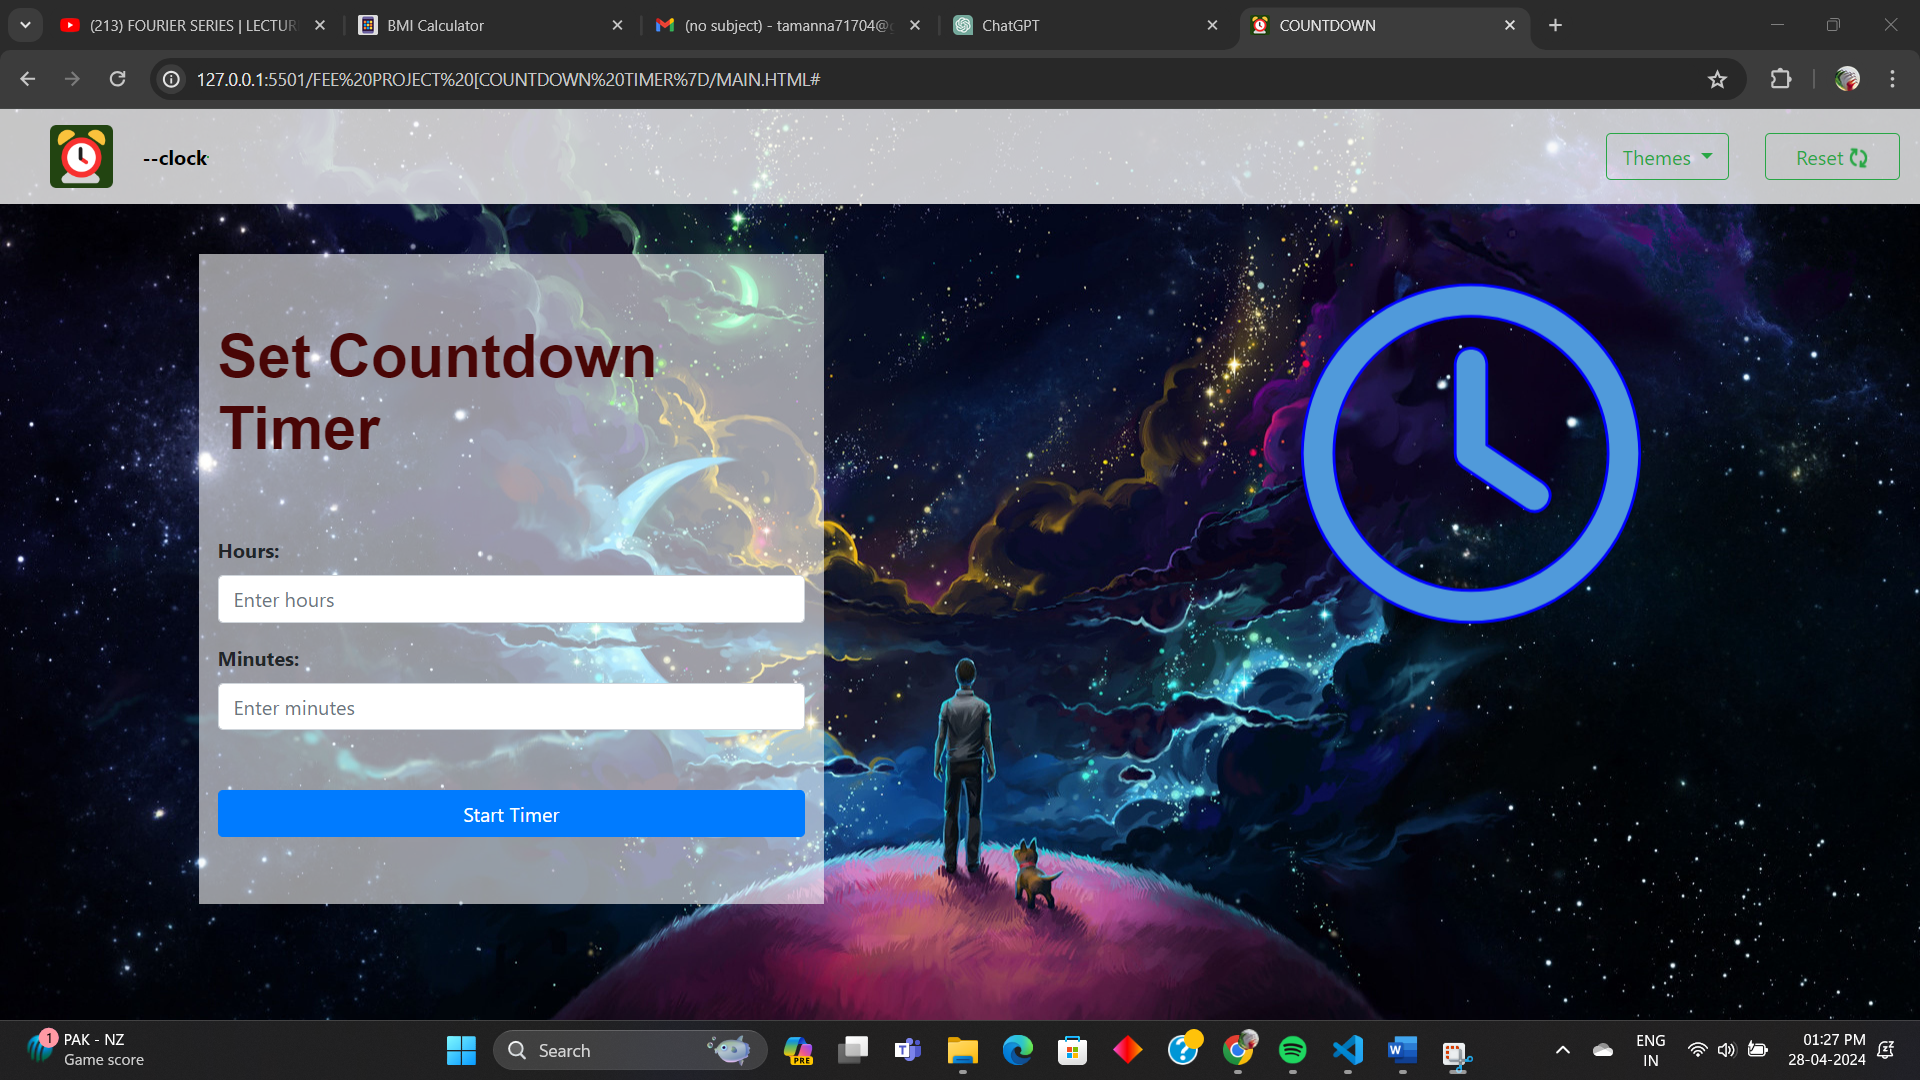 (213) FOURIER SERIES | LECTUR
BMI Calculator
(no subject) - tamanna71704@g
ChatGPT
COUNTDOWN
127.0.0.1:5501/FEE%20PROJECT%20[COUNTDOWN%20TIMER%7D/MAIN.HTML#
--clock
Themes
Reset
Set Countdown
Timer
Hours:
Enter hours
Minutes:
Enter minutes
Start Timer
1
PAK - NZ
Game score
Search
PRE
ENG
IN
01:27 PM
28-04-2024